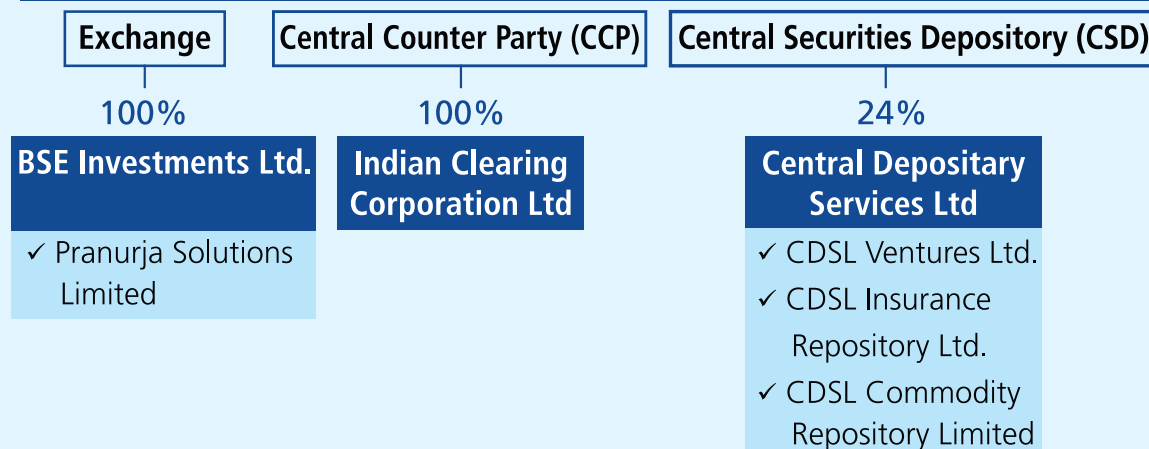 Exchange
100%
BSE Investments Ltd.
✓ Pranurja Solutions
Limited
Central Counter Party (CCP)
100%
Indian Clearing
Corporation Ltd
Central Securities Depository (CSD)
24%
Central Depositary
Services Ltd
✓ CDSL Ventures Ltd.
✓ CDSL Insurance
Repository Ltd.
✓ CDSL Commodity
Repository Limited